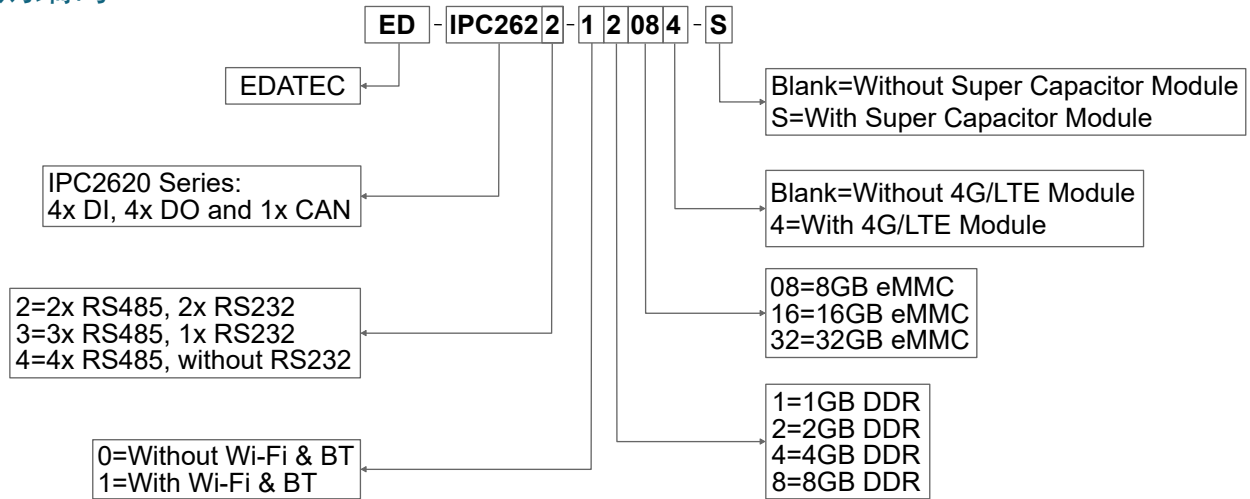 ED - IPC262 2 - 1 2 08 4 - S
EDATEC
IPC2620 Series:
4x DI, 4x DO and 1x CAN
2=2x RS485, 2x RS232
3=3x RS485, 1x RS232
4=4x RS485, without RS232
0=Without Wi-Fi & BT
1=With Wi-Fi & BT
Blank=Without Super Capacitor Module
S=With Super Capacitor Module
Blank=Without 4G/LTE Module
4=With 4G/LTE Module
08=8GB eMMC
16=16GB eMMC
32=32GB eMMC
1=1GB DDR
2=2GB DDR
4=4GB DDR
8=8GB DDR